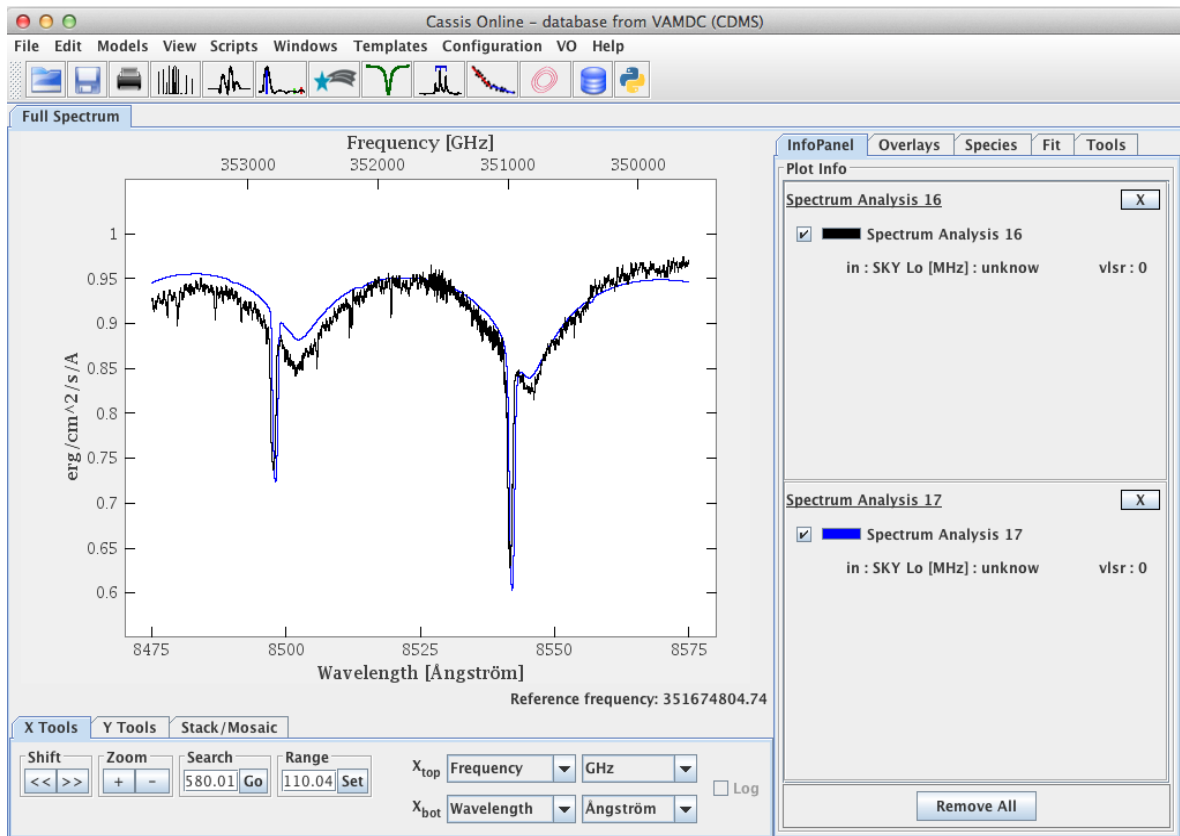 Cassis Online – database from VAMDC (CDMS)
File Edit Models View Scripts Windows Templates Configuration VO Help
Full Spectrum
Frequency [GHz]
353000 352000 351000 350000
1
0.95
0.9
0.85
0.8
0.75
0.7
0.65
0.6
erg/cm^2/s/A
8475 8500 8525 8550 8575
Wavelength [Ångström]
Reference frequency: 351674804.74
InfoPanel Overlays Species Fit Tools
Plot Info
Spectrum Analysis 16 X
Spectrum Analysis 16
in : SKY Lo [MHz] : unknow vlsr : 0
Spectrum Analysis 17 X
Spectrum Analysis 17
in : SKY Lo [MHz] : unknow vlsr : 0
Remove All
X Tools Y Tools Stack/Mosaic
Shift Zoom Search Range
<< >> + - 580.01 Go 110.04 Set
Xtop Frequency GHz
Log
Xbot Wavelength Ångström